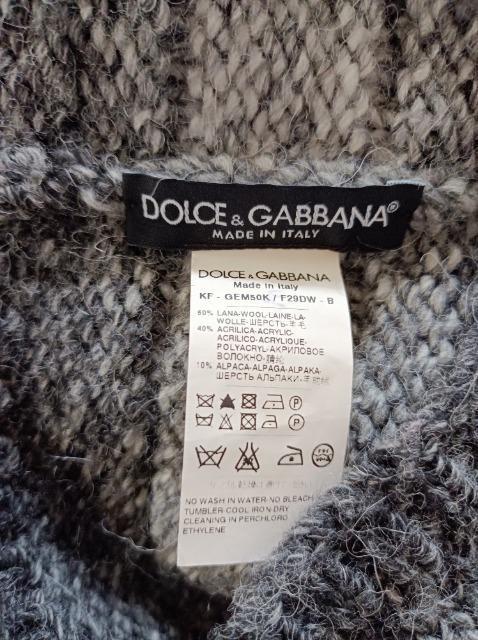 DOLCE & GABBANA®
MADE IN ITALY
DOLCE & GABBANA
Made in Italy
KF - GEM50K / F29DW - B
50% LANA-WOOL-LAINE-LA-
WOLLE-ШЕРСТЬ-羊毛
40% ACRILICA-ACRYLIC-
ACRILICO-ACRYLIQUE-
POLYACRYL-АКРИЛОВОЕ
ВОЛОКНО-
10% ALPACA-ALPAGA-ALPAKA-
ШЕРСТЬ АЛЬПАКИ-
P
A P
NO WASH IN WATER-NO BLEACH
TUMBLER-COOL IRON-DRY
CLEANING IN PERCHLORO
ETHYLENE